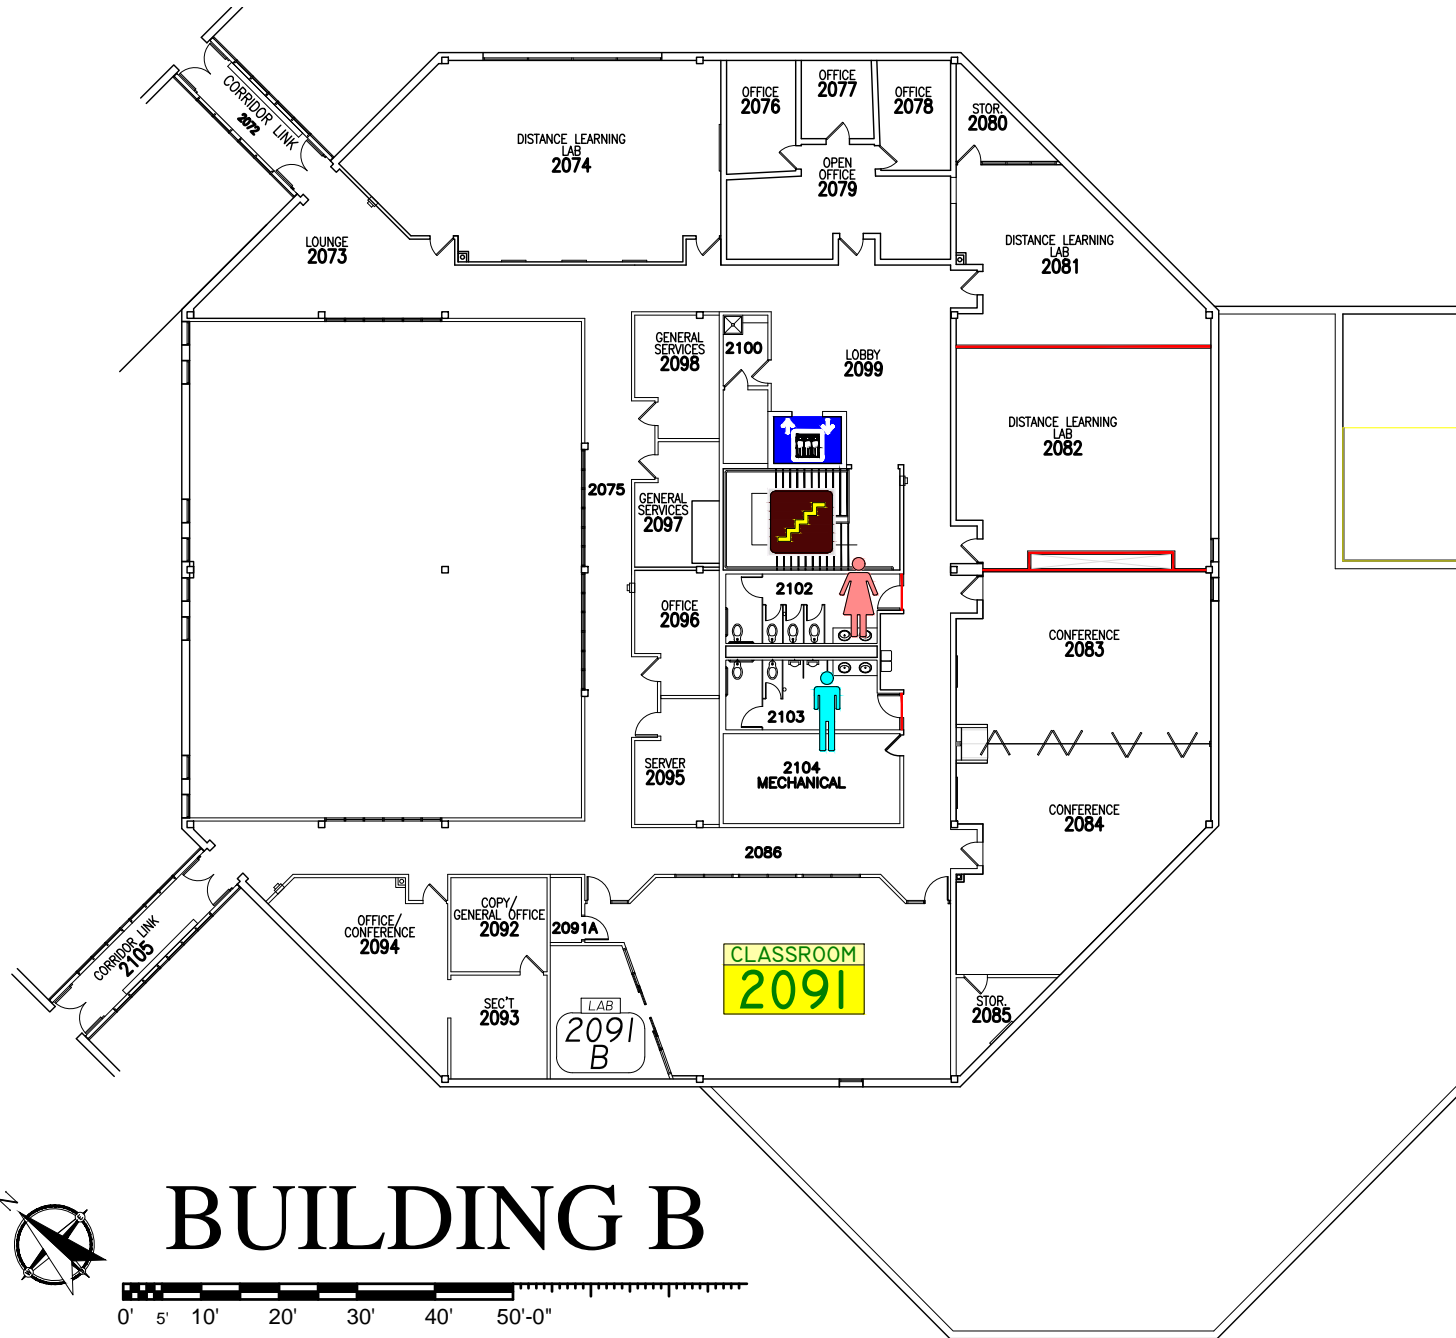 CORRIDOR LINK
2072
DISTANCE LEARNING
LAB
2074
OFFICE
2076
OFFICE
2077
OFFICE
2078
STOR.
2080
OPEN
OFFICE
2079
LOUNGE
2073
DISTANCE LEARNING
LAB
2081
GENERAL
SERVICES
2098
2100
LOBBY
2099
DISTANCE LEARNING
LAB
2082
2075
GENERAL
SERVICES
2097
2102
OFFICE
2096
CONFERENCE
2083
2103
SERVER
2095
2104
MECHANICAL
CONFERENCE
2084
2086
CORRIDOR LINK
2105
OFFICE/
CONFERENCE
2094
COPY/
GENERAL OFFICE
2092
2091A
CLASSROOM
2091
SEC'T
2093
LAB
2091
B
STOR.
2085
N
BUILDING B
0' 5' 10' 20' 30' 40' 50'-0"